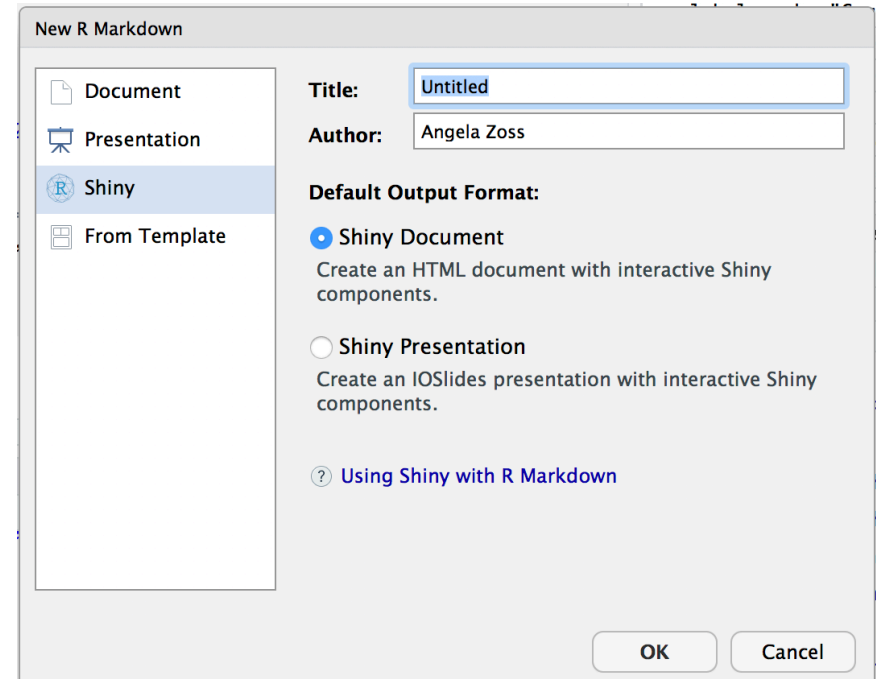 New R Markdown
Document
Presentation
R
Shiny
From Template
Title:
Untitled
Author:
Angela Zoss
Default Output Format:
Shiny Document
Create an HTML document with interactive Shiny
components.
Shiny Presentation
Create an IOSlides presentation with interactive Shiny
components.
? Using Shiny with R Markdown
OK
Cancel